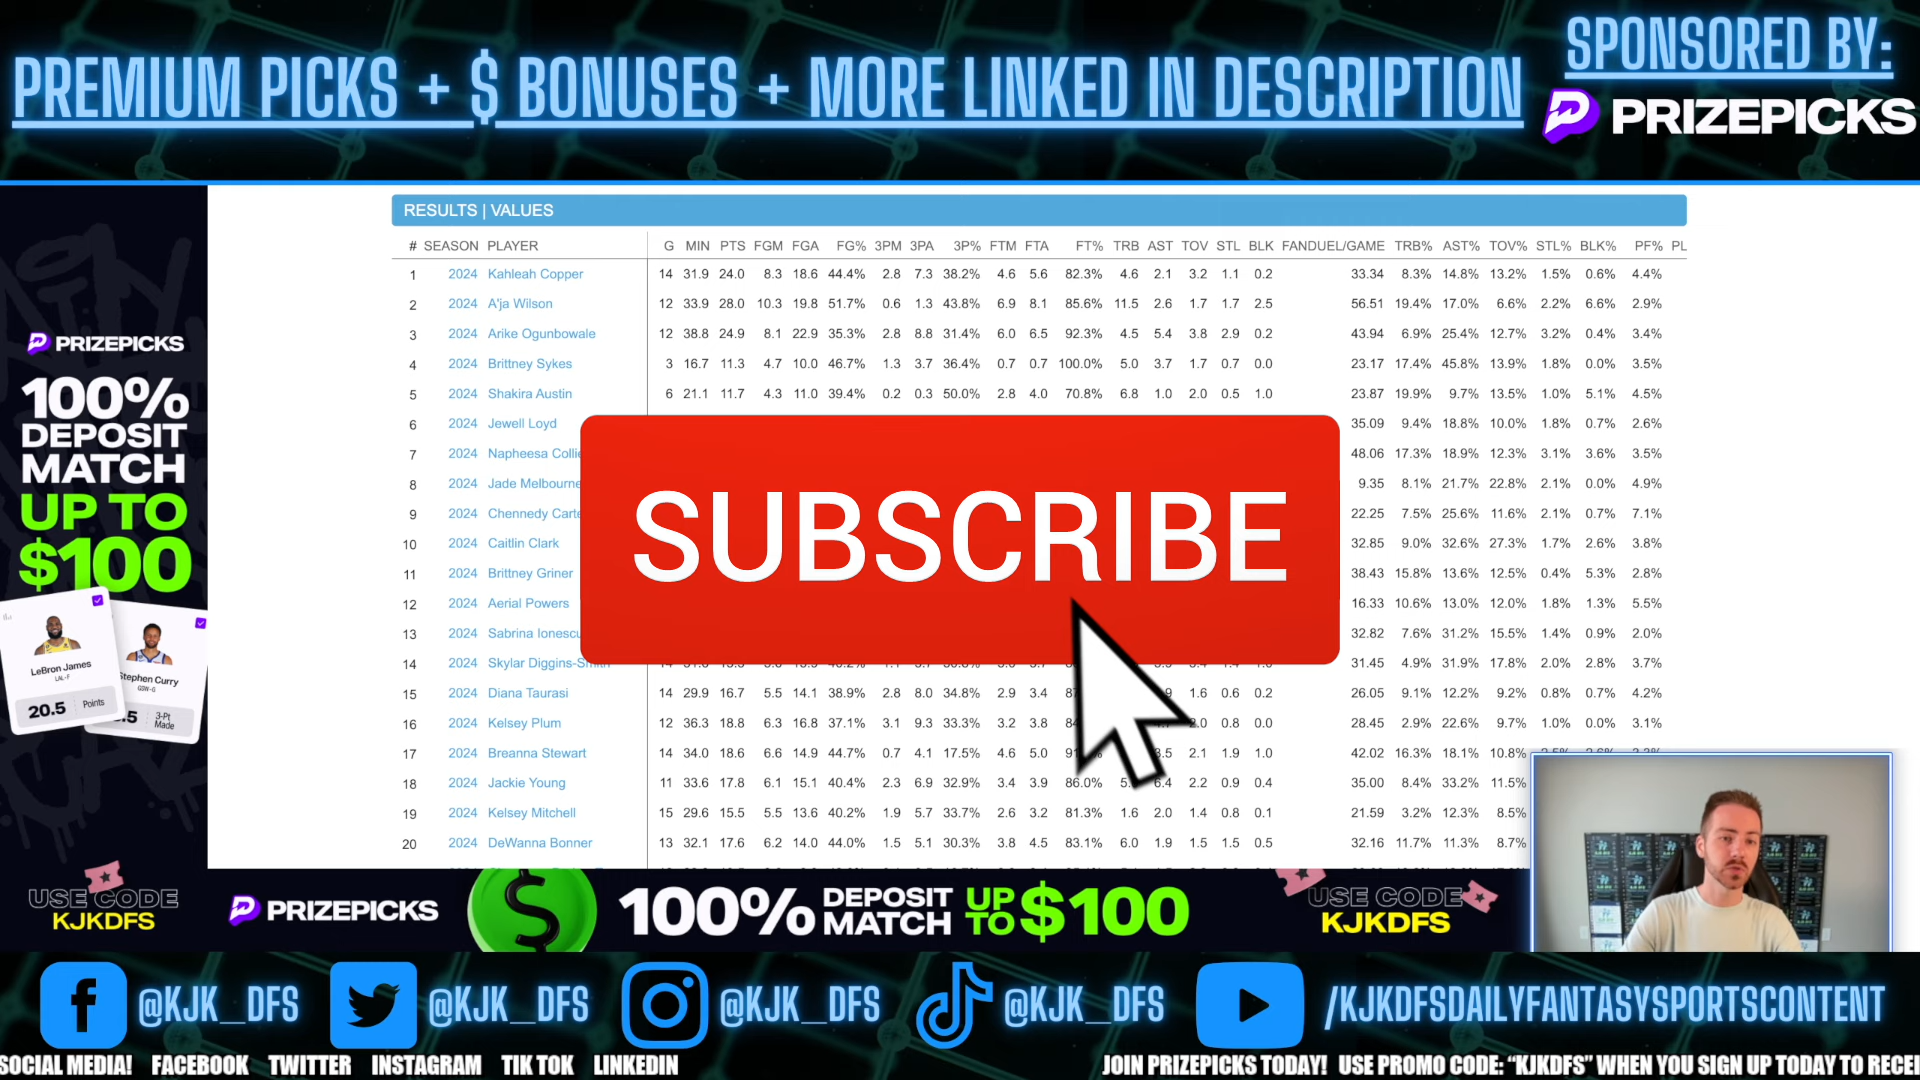 PREMIUM PICKS + $ BONUSES + MORE LINKED IN DESCRIPTION
SPONSORED BY:
PRIZEPICKS
RESULTS | VALUES
# SEASON PLAYER G MIN PTS FGM FGA FG% 3PM 3PA 3P% FTM FTA FT% TRB AST TOV STL BLK FANDUEL/GAME TRB% AST% TOV% STL% BLK% PF% PL
1 2024 Kahleah Copper 14 31.9 24.0 8.3 18.6 44.4% 2.8 7.3 38.2% 4.6 5.6 82.3% 4.6 2.1 3.2 1.1 0.2 33.34 8.3% 14.8% 13.2% 1.5% 0.6% 4.4%
2 2024 A'ja Wilson 12 33.9 28.0 10.3 19.8 51.7% 0.6 1.3 43.8% 6.9 8.1 85.6% 11.5 2.6 1.7 1.7 2.5 56.51 19.4% 17.0% 6.6% 2.2% 6.6% 2.9%
3 2024 Arike Ogunbowale 12 38.8 24.9 8.1 22.9 35.3% 2.8 8.8 31.4% 6.0 6.5 92.3% 4.5 5.4 3.8 2.9 0.2 43.94 6.9% 25.4% 12.7% 3.2% 0.4% 3.4%
4 2024 Brittney Sykes 3 16.7 11.3 4.7 10.0 46.7% 1.3 3.7 36.4% 0.7 0.7 100.0% 5.0 3.7 1.7 0.7 0.0 23.17 17.4% 45.8% 13.9% 1.8% 0.0% 3.5%
5 2024 Shakira Austin 6 21.1 11.7 4.3 11.0 39.4% 0.2 0.3 50.0% 2.8 4.0 70.8% 6.8 1.0 2.0 0.5 1.0 23.87 19.9% 9.7% 13.5% 1.0% 5.1% 4.5%
6 2024 Jewell Loyd 35.09 9.4% 18.8% 10.0% 1.8% 0.7% 2.6%
7 2024 Napheesa Collie 48.06 17.3% 18.9% 12.3% 3.1% 3.6% 3.5%
8 2024 Jade Melbourne 9.35 8.1% 21.7% 22.8% 2.1% 0.0% 4.9%
9 2024 Chennedy Carte 22.25 7.5% 25.6% 11.6% 2.1% 0.7% 7.1%
10 2024 Caitlin Clark 32.85 9.0% 32.6% 27.3% 1.7% 2.6% 3.8%
11 2024 Brittney Griner 38.43 15.8% 13.6% 12.5% 0.4% 5.3% 2.8%
12 2024 Aerial Powers 16.33 10.6% 13.0% 12.0% 1.8% 1.3% 5.5%
13 2024 Sabrina Ionescu 32.82 7.6% 31.2% 15.5% 1.4% 0.9% 2.0%
14 2024 Skylar Diggins-Smith 31.45 4.9% 31.9% 17.8% 2.0% 2.8% 3.7%
15 2024 Diana Taurasi 14 29.9 16.7 5.5 14.1 38.9% 2.8 8.0 34.8% 2.9 3.4 1.6 0.6 0.2 26.05 9.1% 12.2% 9.2% 0.8% 0.7% 4.2%
16 2024 Kelsey Plum 12 36.3 18.8 6.3 16.8 37.1% 3.1 9.3 33.3% 3.2 3.8 0.8 0.0 28.45 2.9% 22.6% 9.7% 1.0% 0.0% 3.1%
17 2024 Breanna Stewart 14 34.0 18.6 6.6 14.9 44.7% 0.7 4.1 17.5% 4.6 5.0 3.5 2.1 1.9 1.0 42.02 16.3% 18.1% 10.8%
18 2024 Jackie Young 11 33.6 17.8 6.1 15.1 40.4% 2.3 6.9 32.9% 3.4 3.9 86.0% 6.4 2.2 0.9 0.4 35.00 8.4% 33.2% 11.5%
19 2024 Kelsey Mitchell 15 29.6 15.5 5.5 13.6 40.2% 1.9 5.7 33.7% 2.6 3.2 81.3% 1.6 2.0 1.4 0.8 0.1 21.59 3.2% 12.3% 8.5%
20 2024 DeWanna Bonner 13 32.1 17.6 6.2 14.0 44.0% 1.5 5.1 30.3% 3.8 4.5 83.1% 6.0 1.9 1.5 1.5 0.5 32.16 11.7% 11.3% 8.7%
SUBSCRIBE
PRIZEPICKS
100%
DEPOSIT
MATCH
UP TO
$100
LeBron James
LAL-F
20.5 Points
Stephen Curry
GSW-G
.5 3-Pt
Made
USE CODE
KJKDFS
PRIZEPICKS
100% DEPOSIT MATCH UP TO $100
USE CODE
KJKDFS
@KJK_DFS @KJK_DFS @KJK_DFS @KJK_DFS /KJKDFSDAILYFANTASYSPORTSCONTENT
SOCIAL MEDIA! FACEBOOK TWITTER INSTAGRAM TIK TOK LINKEDIN JOIN PRIZEPICKS TODAY! USE PROMO CODE: “KJKDFS” WHEN YOU SIGN UP TODAY TO RECEI